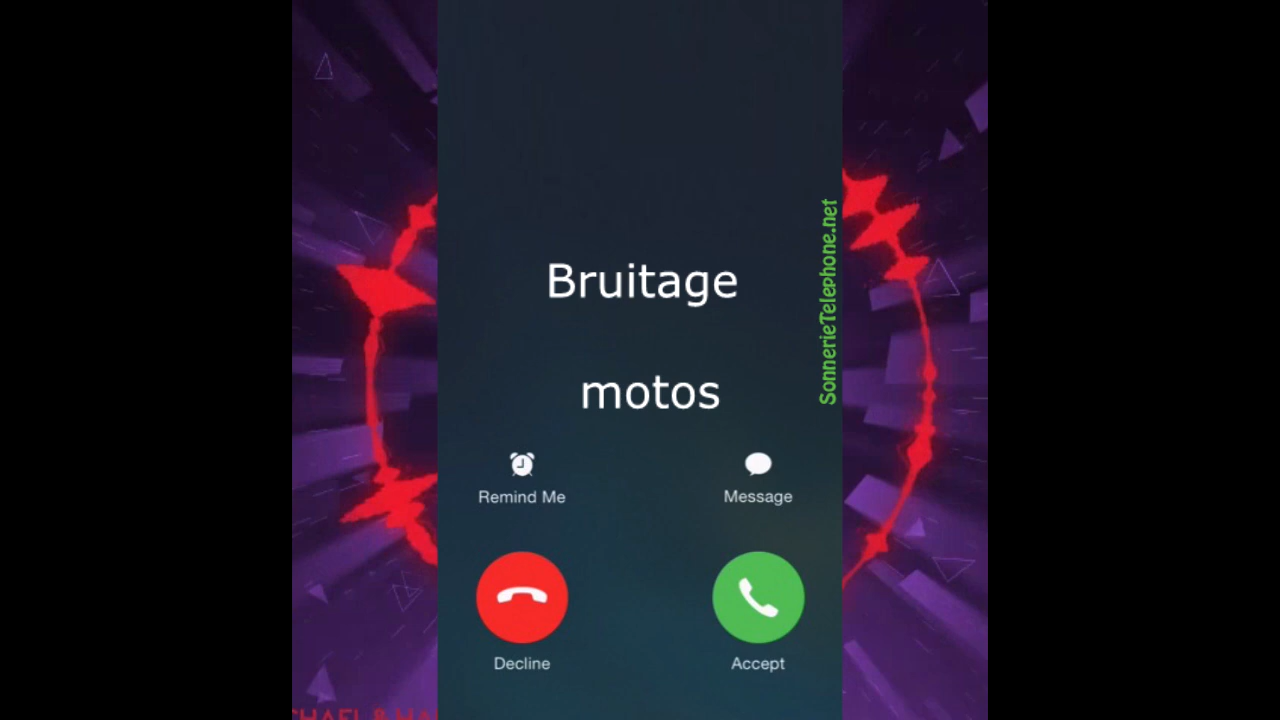 SonnerieTelephone.net
Bruitage
motos
Remind Me
Message
Decline
Accept